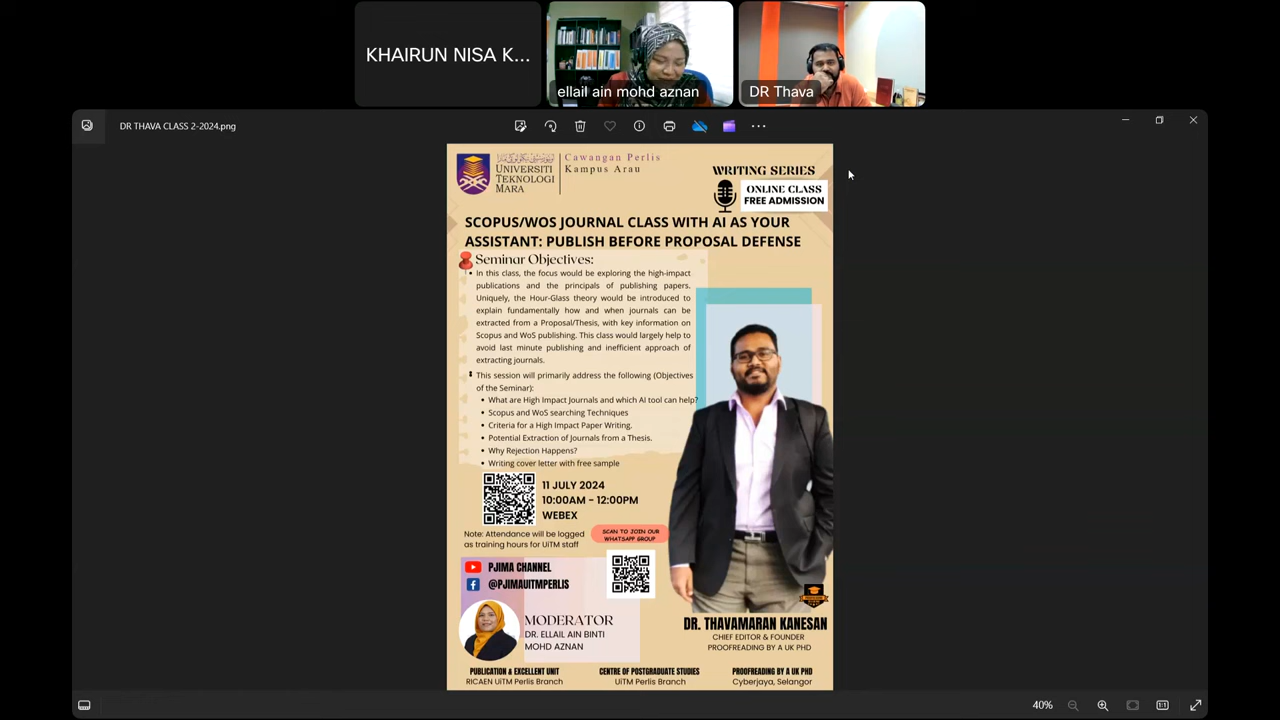 KHAIRUN NISA K...
ellail ain mohd aznan
DR Thava
DR THAVA CLASS 2-2024.png
UNIVERSITI
TEKNOLOGI
MARA
Cawangan Perlis
Kampus Arau
WRITING SERIES
ONLINE CLASS
FREE ADMISSION
SCOPUS/WOS JOURNAL CLASS WITH AI AS YOUR
ASSISTANT: PUBLISH BEFORE PROPOSAL DEFENSE
Seminar Objectives:
• In this class, the focus would be exploring the high-impact
publications and the principals of publishing papers.
Uniquely, the Hour-Glass theory would be introduced to
explain fundamentally how and when journals can be
extracted from a Proposal/Thesis, with key information on
Scopus and WoS publishing. This class would largely help to
avoid last minute publishing and inefficient approach of
extracting journals.
• This session will primarily address the following (Objectives
of the Seminar):
• What are High Impact Journals and which AI tool can help?
• Scopus and WoS searching Techniques
• Criteria for a High Impact Paper Writing.
• Potential Extraction of Journals from a Thesis.
• Why Rejection Happens?
• Writing cover letter with free sample
11 JULY 2024
10:00AM - 12:00PM
WEBEX
Note: Attendance will be logged
as training hours for UiTM staff
SCAN TO JOIN OUR
WHATSAPP GROUP
PJIMA CHANNEL
@PJIMAUITMPERLIS
MODERATOR
DR. ELLAIL AIN BINTI
MOHD AZNAN
DR. THAVAMARAN KANESAN
CHIEF EDITOR & FOUNDER
PROOFREADING BY A UK PHD
PUBLICATION & EXCELLENT UNIT
RICAEN UiTM Perlis Branch
CENTRE OF POSTGRADUATE STUDIES
UiTM Perlis Branch
PROOFREADING BY A UK PHD
Cyberjaya, Selangor
40%